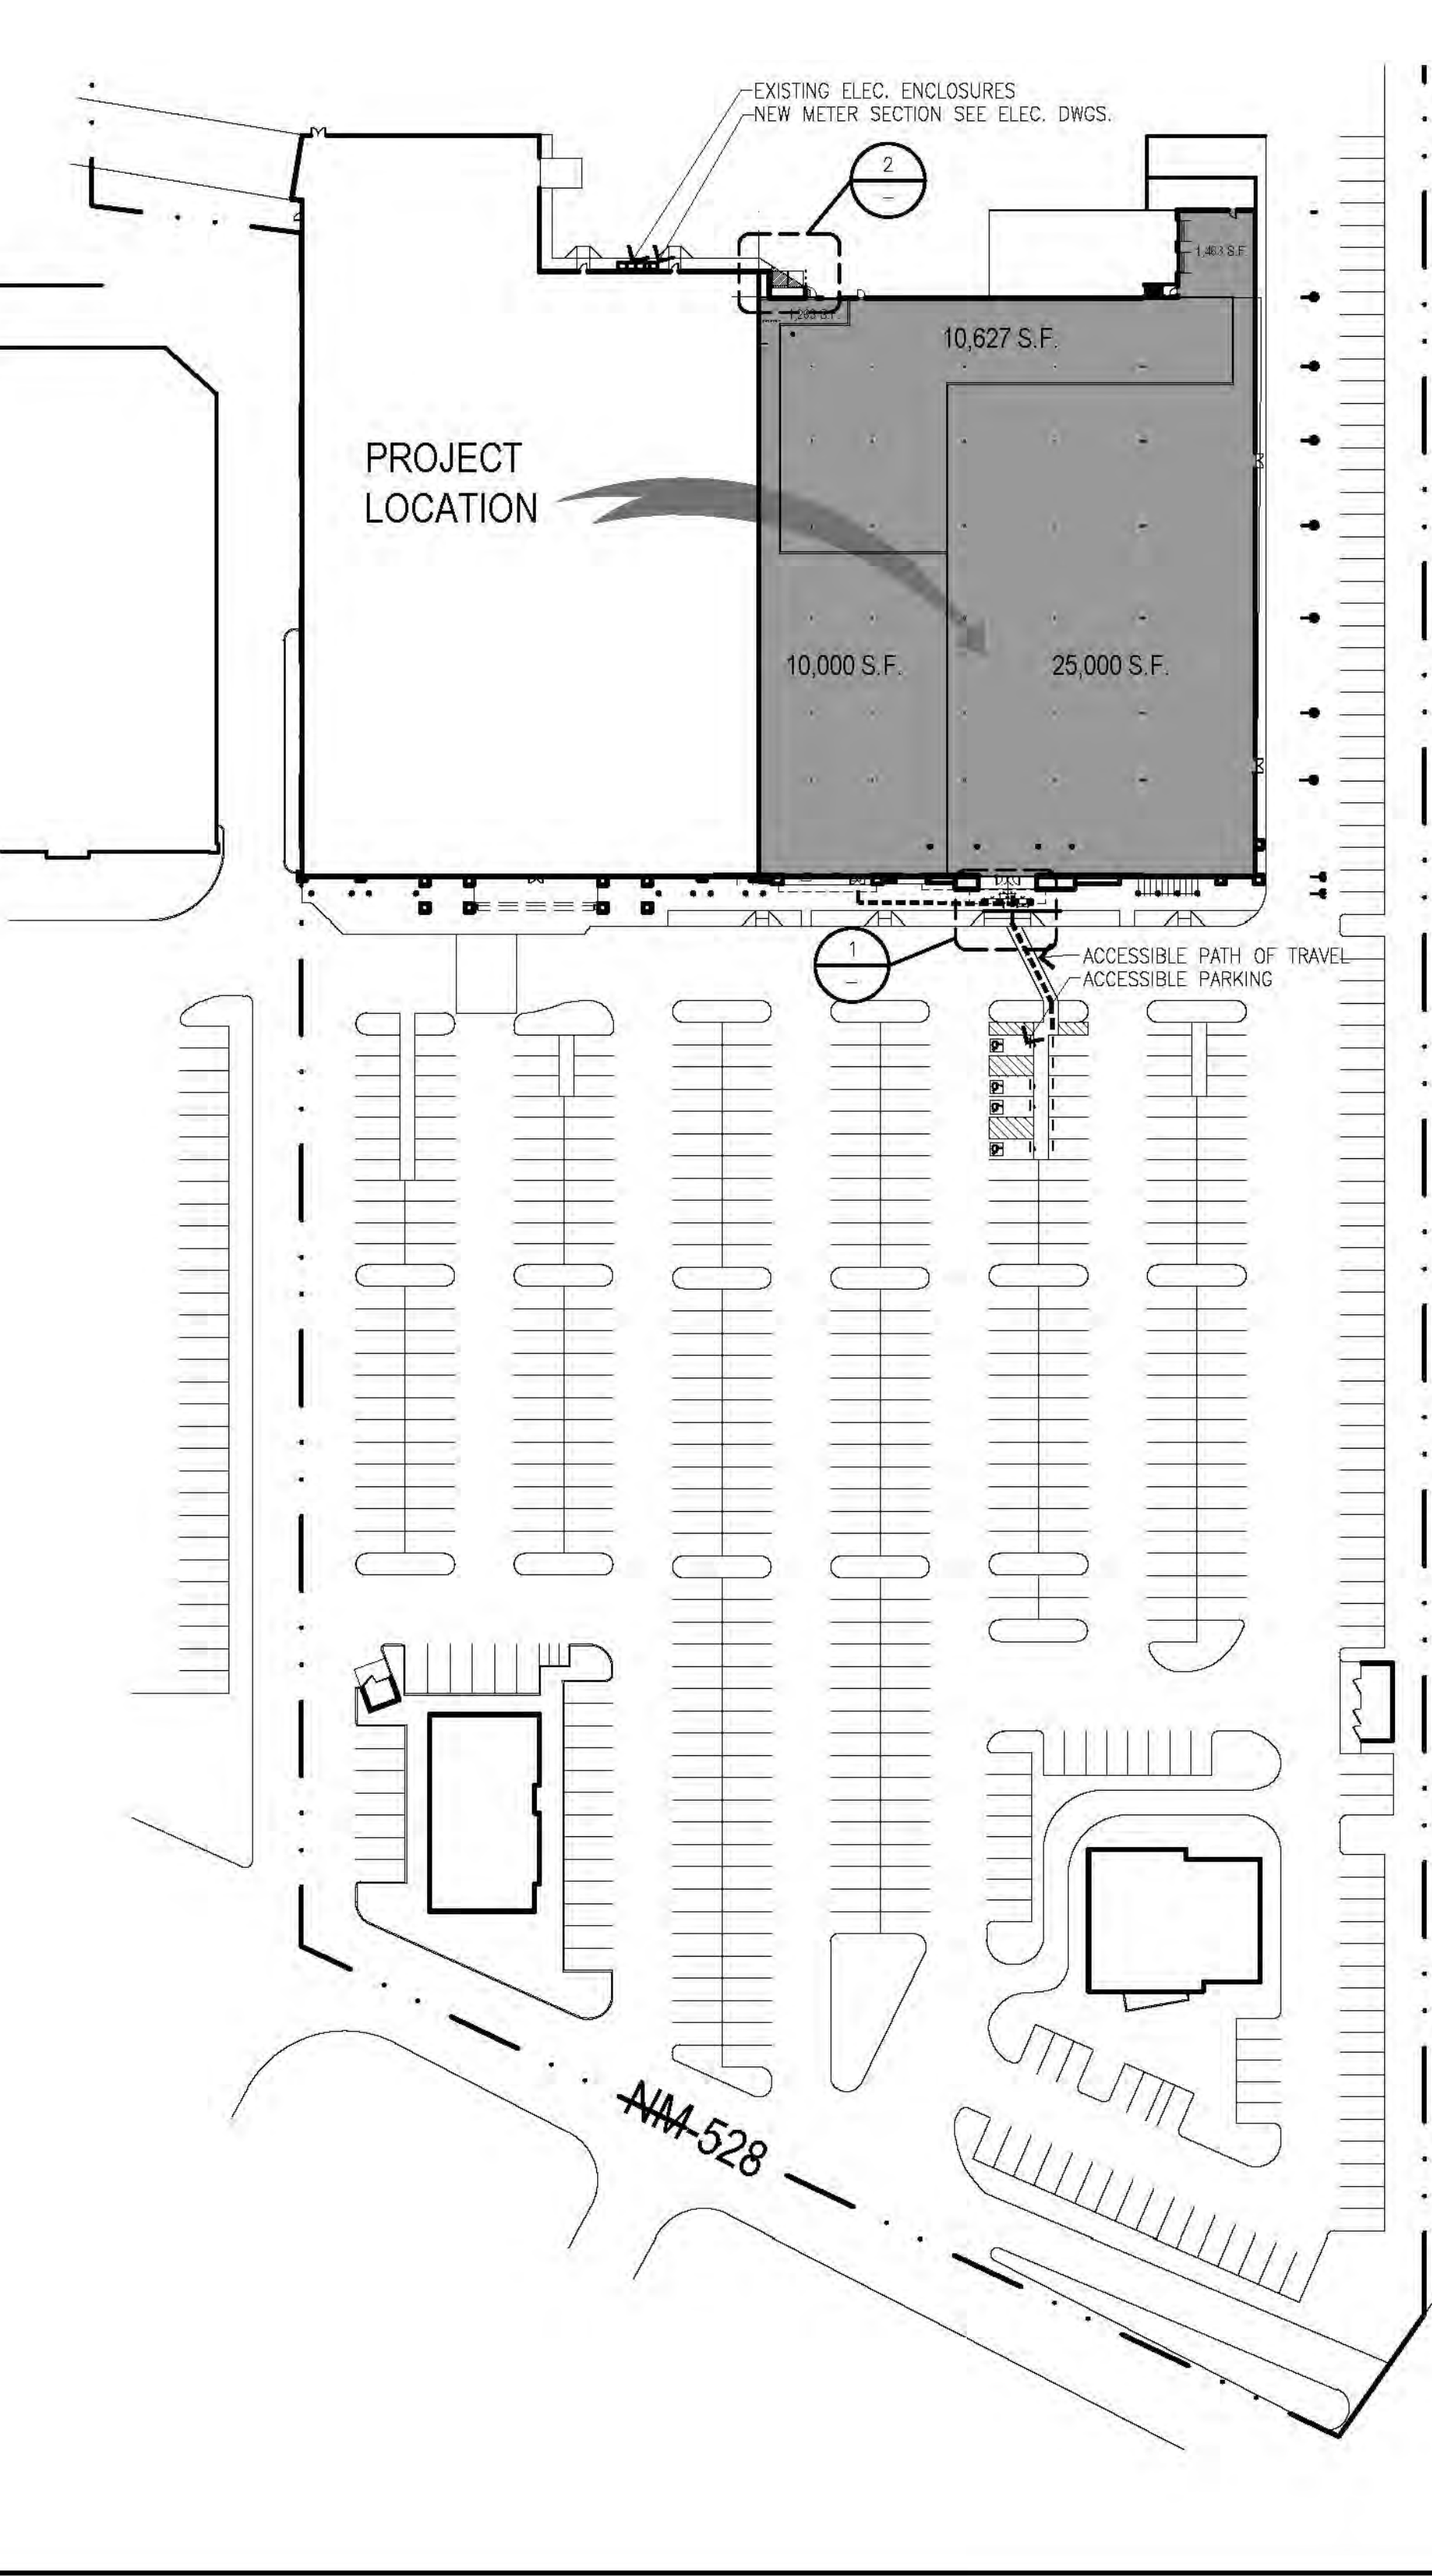 EXISTING ELEC. ENCLOSURES
NEW METER SECTION SEE ELEC. DWGS.
2
1,463 S.F.
10,627 S.F.
PROJECT
LOCATION
10,000 S.F.
25,000 S.F.
1
ACCESSIBLE PATH OF TRAVEL
ACCESSIBLE PARKING
NM-528